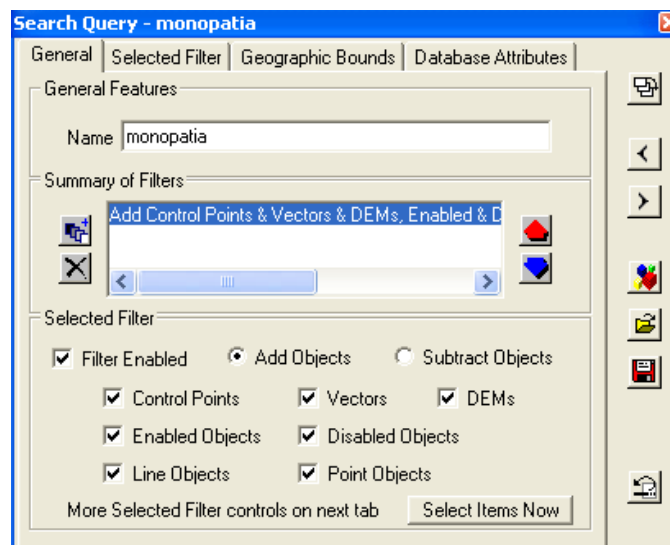 Search Query - monopatia
General Selected Filter Geographic Bounds Database Attributes
General Features
Name monopatia
Summary of Filters
Add Control Points & Vectors & DEMs, Enabled & D
Selected Filter
Filter Enabled Add Objects Subtract Objects
Control Points Vectors DEMs
Enabled Objects Disabled Objects
Line Objects Point Objects
More Selected Filter controls on next tab Select Items Now